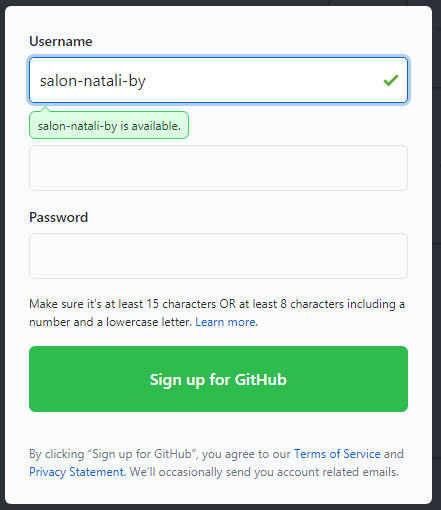 Username
salon-natali-by
salon-natali-by is available.
Password
Make sure it's at least 15 characters OR at least 8 characters including a
number and a lowercase letter. Learn more.
Sign up for GitHub
By clicking “Sign up for GitHub”, you agree to our Terms of Service and
Privacy Statement. We’ll occasionally send you account related emails.